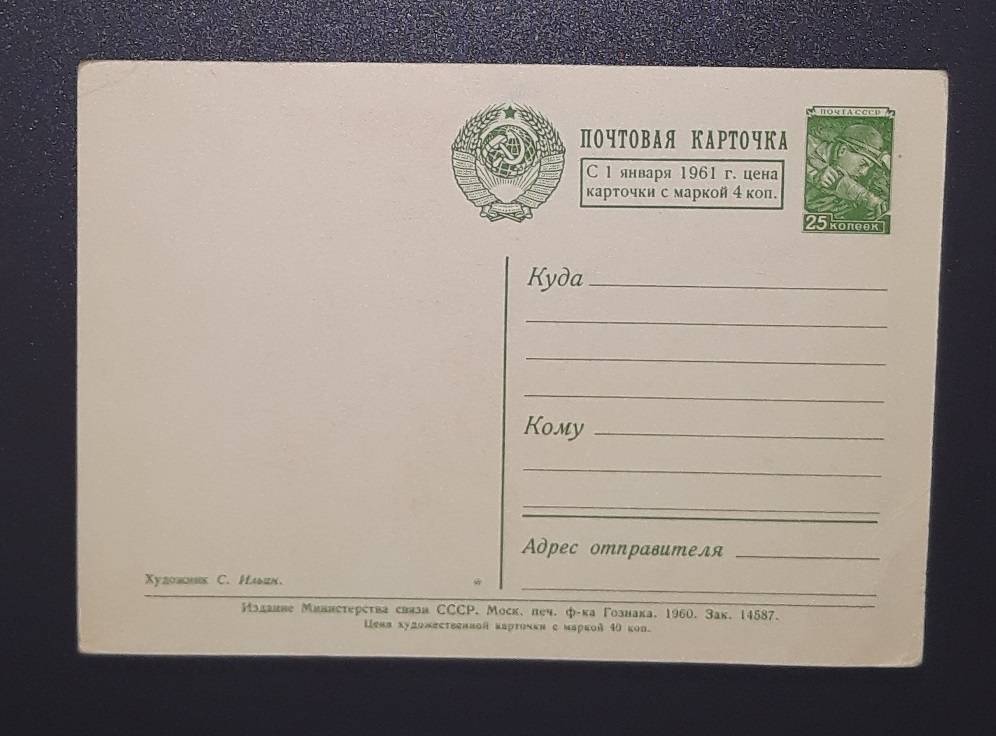 ПОЧТА СССР
ПОЧТОВАЯ КАРТОЧКА
С 1 января 1961 г. цена
карточки с маркой 4 коп.
25 копеек
Куда
Кому
Адрес отправителя
Художник С. Ильин.
*
Издание Министерства связи СССР. Моск. печ. ф-ка Гознака. 1960. Зак. 14587.
Цена художественной карточки с маркой 40 коп.